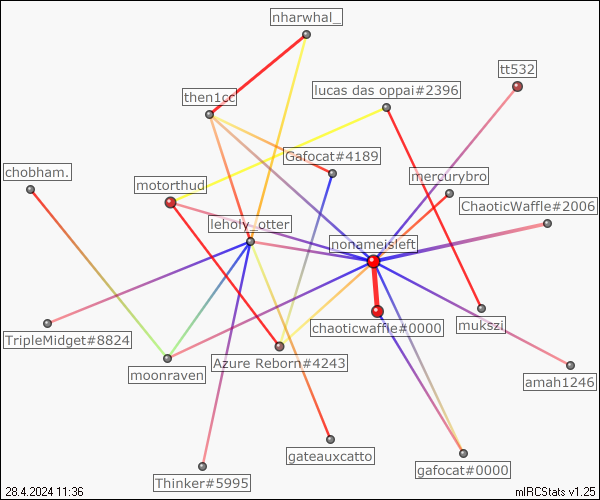 nharwhal_
tt532
lucas das oppai#2396
then1cc
Gafocat#4189
chobham.
mercurybro
motorthud
ChaoticWaffle#2006
leholy_otter
nonameisleft
chaoticwaffle#0000
mukszi
TripleMidget#8824
Azure Reborn#4243
moonraven
amah1246
gateauxcatto
gafocat#0000
Thinker#5995
28.4.2024 11:36
mIRCStats v1.25